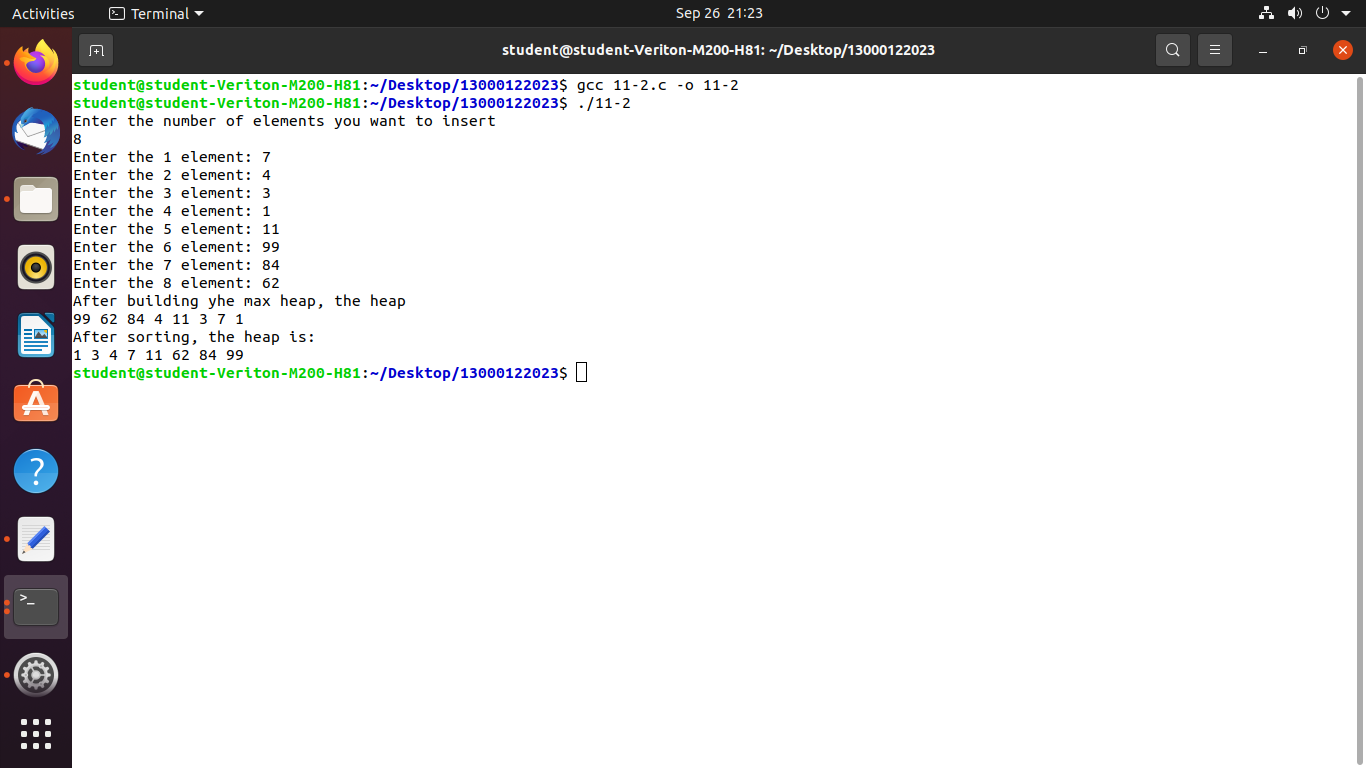 Activities
Terminal
Sep 26 21:23
student@student-Veriton-M200-H81: ~/Desktop/13000122023
student@student-Veriton-M200-H81:~/Desktop/13000122023$ gcc 11-2.c -o 11-2
student@student-Veriton-M200-H81:~/Desktop/13000122023$ ./11-2
Enter the number of elements you want to insert
8
Enter the 1 element: 7
Enter the 2 element: 4
Enter the 3 element: 3
Enter the 4 element: 1
Enter the 5 element: 11
Enter the 6 element: 99
Enter the 7 element: 84
Enter the 8 element: 62
After building yhe max heap, the heap
99 62 84 4 11 3 7 1
After sorting, the heap is:
1 3 4 7 11 62 84 99
student@student-Veriton-M200-H81:~/Desktop/13000122023$